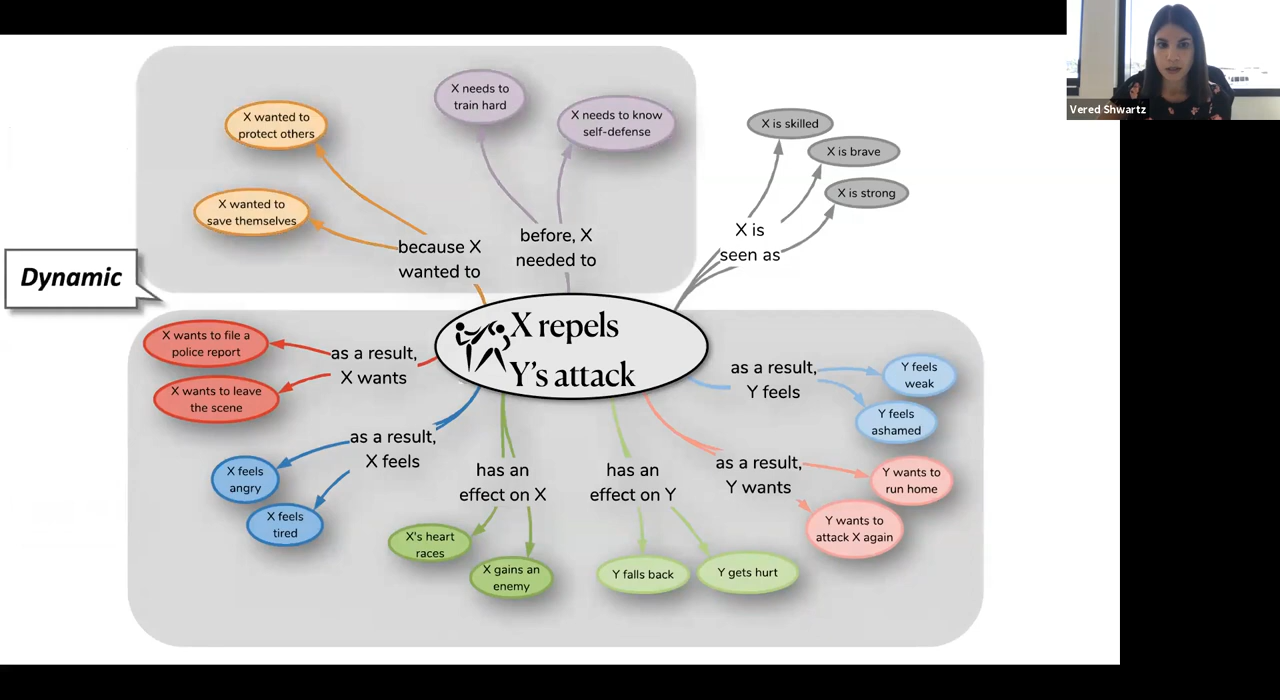 Vered Shwartz
X needs to
train hard
X wanted to
protect others
X needs to know
self-defense
X is skilled
X is brave
X is strong
X wanted to
save themselves
because X
wanted to
before, X
needed to
X is
seen as
Dynamic
X repels
Y's attack
X wants to file a
police report
as a result,
X wants
X wants to leave
the scene
as a result,
Y feels
Y feels
weak
Y feels
ashamed
as a result,
X feels
X feels
angry
X feels
tired
has an
effect on X
X's heart
races
X gains an
enemy
has an
effect on Y
Y falls back
Y gets hurt
as a result,
Y wants
Y wants to
run home
Y wants to
attack X again